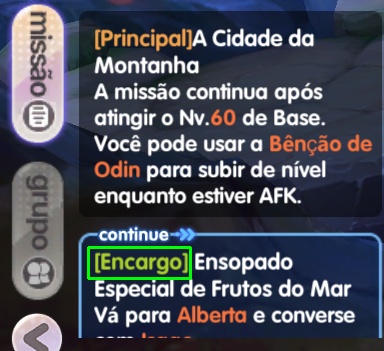 missão
grupo
[Principal]A Cidade da
Montanha
A missão continua após
atingir o Nv.60 de Base.
Você pode usar a Bênção de
Odin para subir de nível
enquanto estiver AFK.
continue
[Encargo] Ensopado
Especial de Frutos do Mar
Vá para Alberta e converse
com